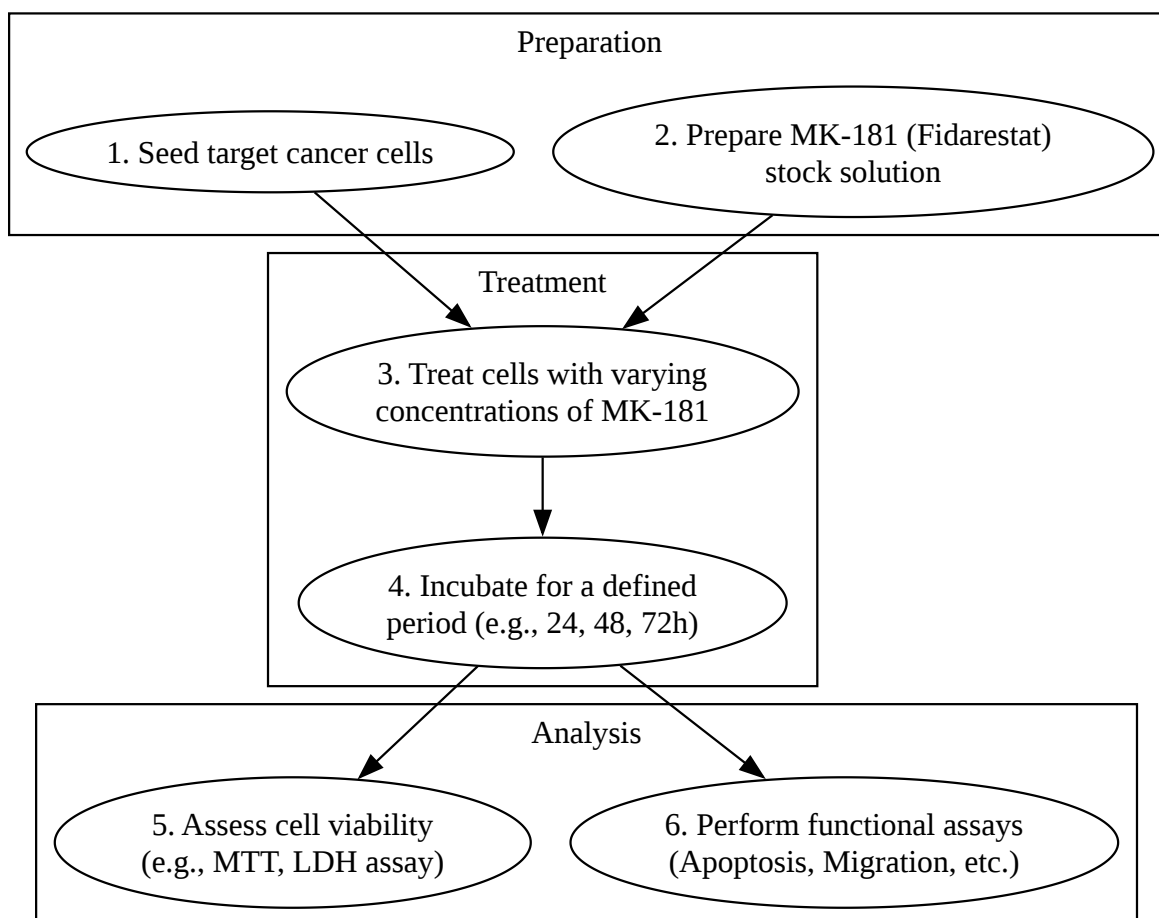 Preparation
1. Seed target cancer cells
2. Prepare MK-181 (Fidarestat)
stock solution
Treatment
3. Treat cells with varying
concentrations of MK-181
4. Incubate for a defined
period (e.g., 24, 48, 72h)
Analysis
5. Assess cell viability
(e.g., MTT, LDH assay)
6. Perform functional assays
(Apoptosis, Migration, etc.)